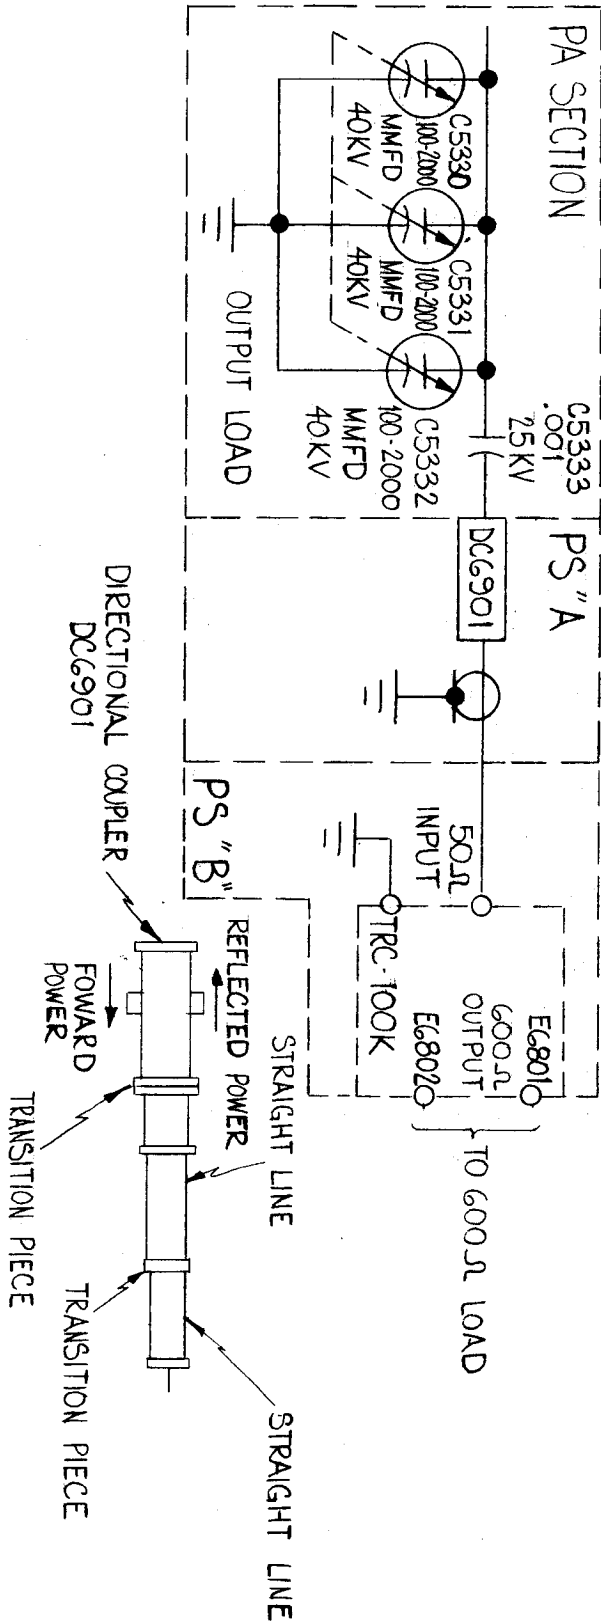 PA SECTION
C5330
100-2000
MMFD
40KV
C5331
100-2000
MMFD
40KV
C5332
100-2000
MMFD
40KV
OUTPUT LOAD
C5333
.001
25KV
PS "A
DC6901
PS "B"
50Ω
INPUT
TRC-100K
E6801
600Ω
OUTPUT
E6802
TO 600Ω LOAD
DIRECTIONAL COUPLER
DC6901
REFLECTED POWER
FOWARD
POWER
STRAIGHT LINE
TRANSITION PIECE
TRANSITION PIECE
STRAIGHT LINE